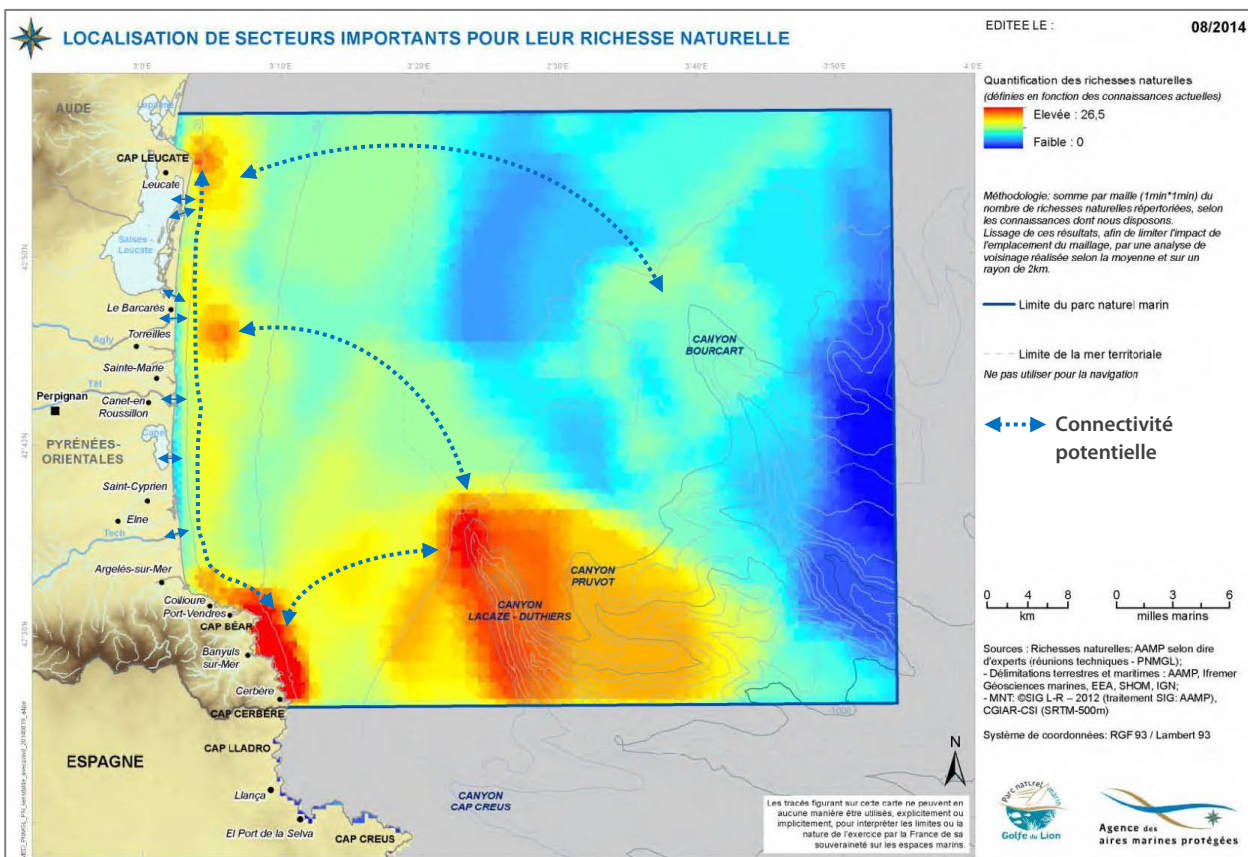 LOCALISATION DE SECTEURS IMPORTANTS POUR LEUR RICHESSE NATURELLE
EDITEE LE :
08/2014
3°0'E
3°10'E
3°20'E
3°30'E
3°40'E
3°50'E
4°0'E
Quantification des richesses naturelles
(définies en fonction des connaissances actuelles)
Elevée : 26,5
Faible : 0
Méthodologie: somme par maille (1min*1min) du
nombre de richesses naturelles répertoriées, selon
les connaissances dont nous disposons.
Lissage de ces résultats, afin de limiter l'impact de
l'emplacement du maillage, par une analyse de
voisinage réalisée selon la moyenne et sur un
rayon de 2km.
Limite du parc naturel marin
Limite de la mer territoriale
Ne pas utiliser pour la navigation
Connectivité
potentielle
0 4 8
km
0 3 6
milles marins
Sources : Richesses naturelles: AAMP selon dire
d'experts (réunions techniques - PNMGL);
- Délimitations terrestres et maritimes : AAMP, Ifremer
Géosciences marines, EEA, SHOM, IGN;
- MNT: ©SIG L-R – 2012 (traitement SIG: AAMP),
CGIAR-CSI (SRTM-500m)
Système de coordonnées: RGF 93 / Lambert 93
Parc naturel marin
Golfe du Lion
Agence des
aires marines protégées
AUDE
Lapalme
CAP LEUCATE
Leucate
Salses -
Leucate
42°50'N
Le Barcarès
Torreilles
Agly
Sainte-Marie
Têt
Perpignan
Canet-en
Roussillon
Canet
PYRÉNÉES-
ORIENTALES
Saint-Cyprien
Elne
Tech
Argelès-sur-Mer
Collioure
Port-Vendres
CAP BÉAR
42°30'N
Banyuls
sur-Mer
Cerbère
CAP CERBÈRE
CAP LLADRO
ESPAGNE
Llança
El Port de la Selva
CAP CREUS
CANYON
BOURCART
CANYON
PRUVOT
CANYON
LACAZE - DUTHIERS
-1000
CANYON
CAP CREUS
N
Les tracés figurant sur cette carte ne peuvent en
aucune manière être utilisés, explicitement ou
implicitement, pour interpréter les limites ou la
nature de l'exercice par la France de sa
souveraineté sur les espaces marins.